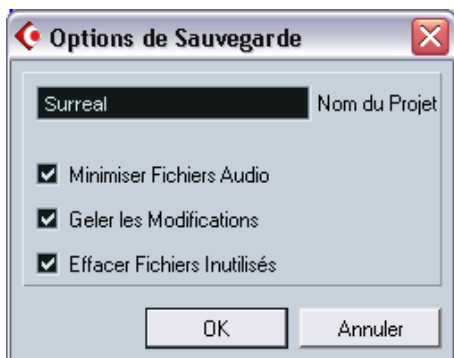 Options de Sauvegarde
Surreal Nom du Projet
Minimiser Fichiers Audio
Geler les Modifications
Effacer Fichiers Inutilisés
OK Annuler